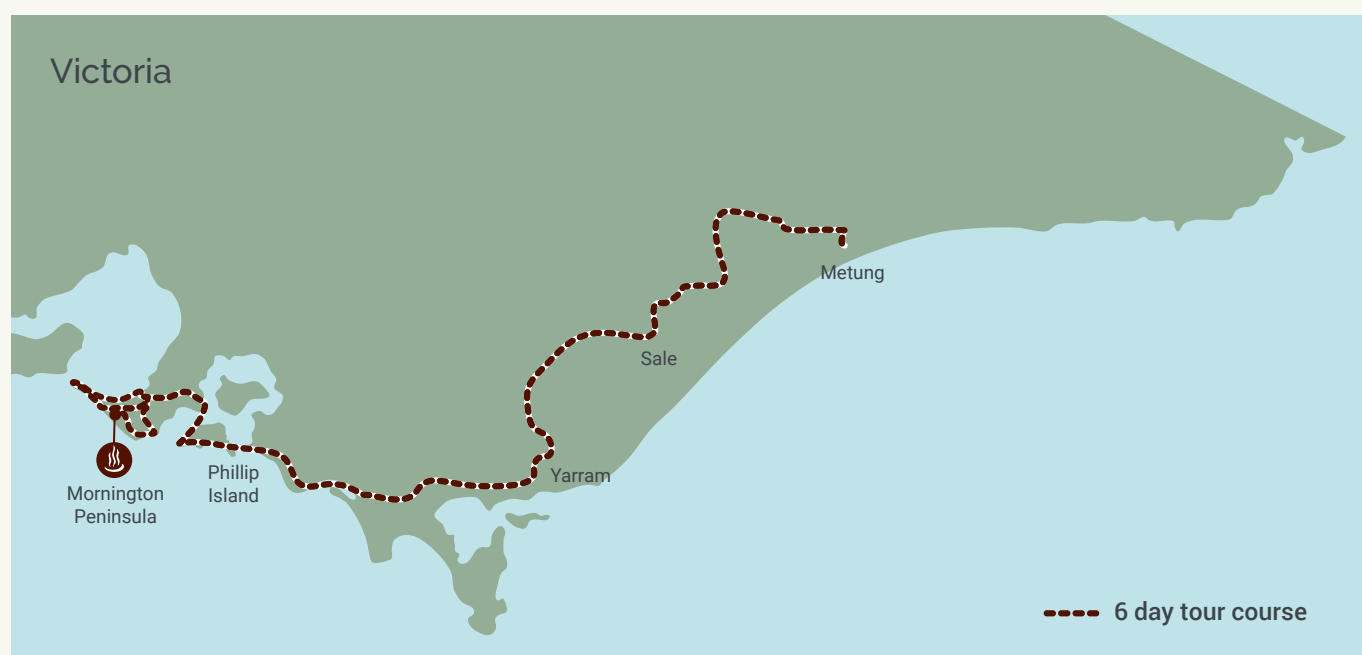 Victoria
Metung
Sale
Yarram
Phillip
Island
Mornington
Peninsula
6 day tour course